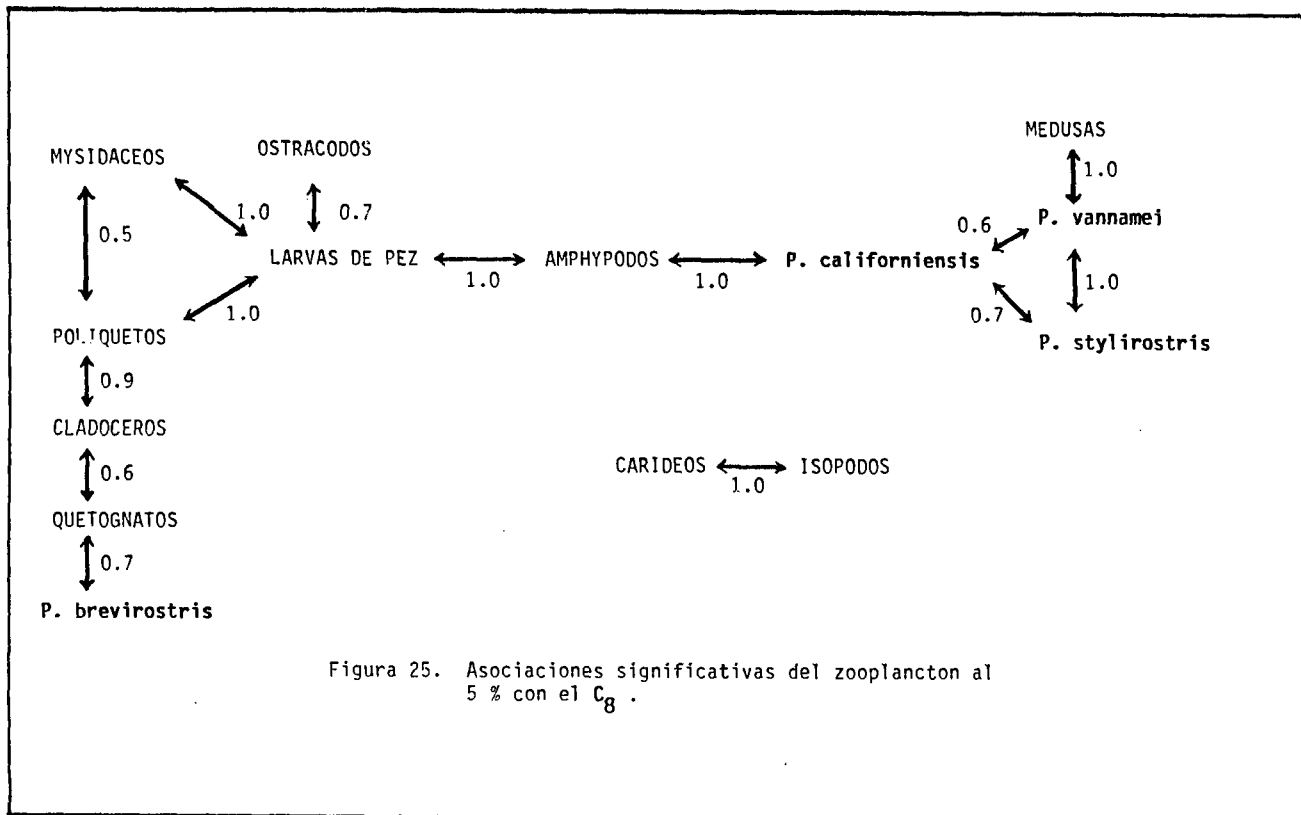 MEDUSAS
MYSIDACEOS
OSTRACODOS
1.0
1.0
0.7
0.6
P. vannamei
0.5
LARVAS DE PEZ
AMPHYPODOS
P. californiensis
1.0
1.0
1.0
1.0
0.7
POLIQUETOS
P. stylirostris
0.9
CLADOCEROS
0.6
CARIDEOS
ISOPODOS
1.0
QUETOGNATOS
0.7
P. brevirostris
Figura 25. Asociaciones significativas del zooplancton al
5 % con el C8 .